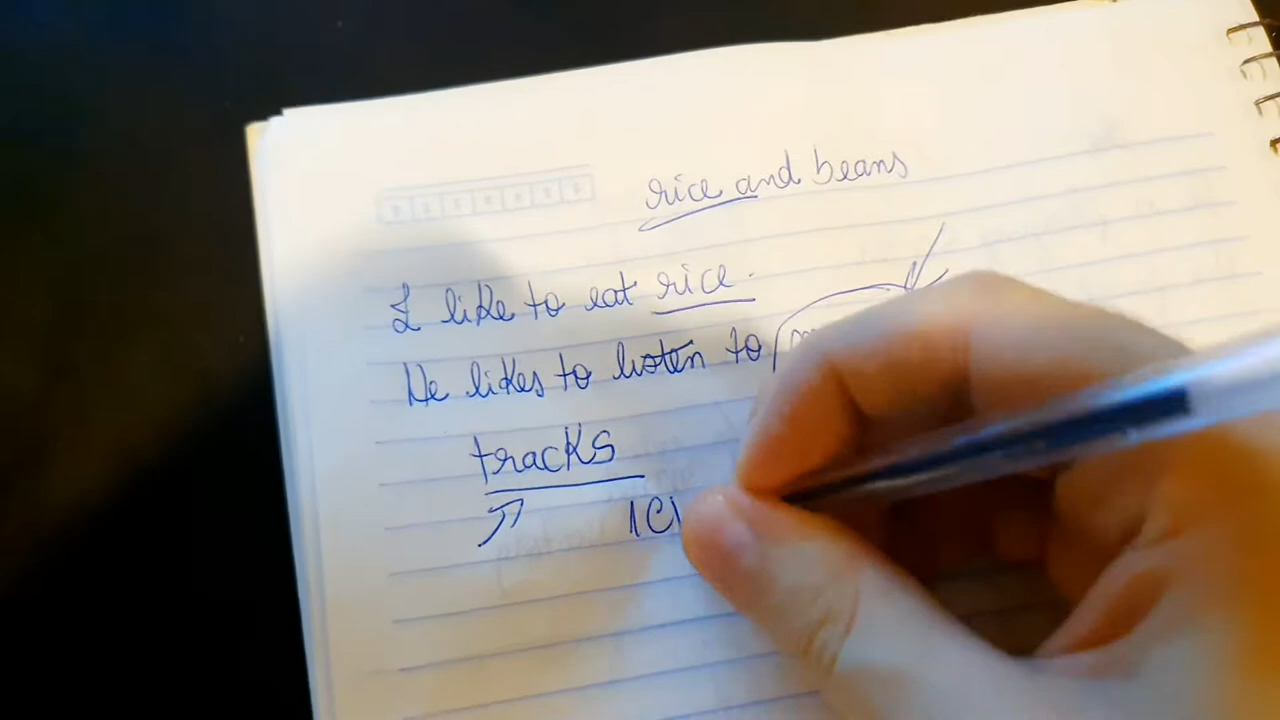 rice and beans
I like to eat rice.
He likes to listen to
tracks